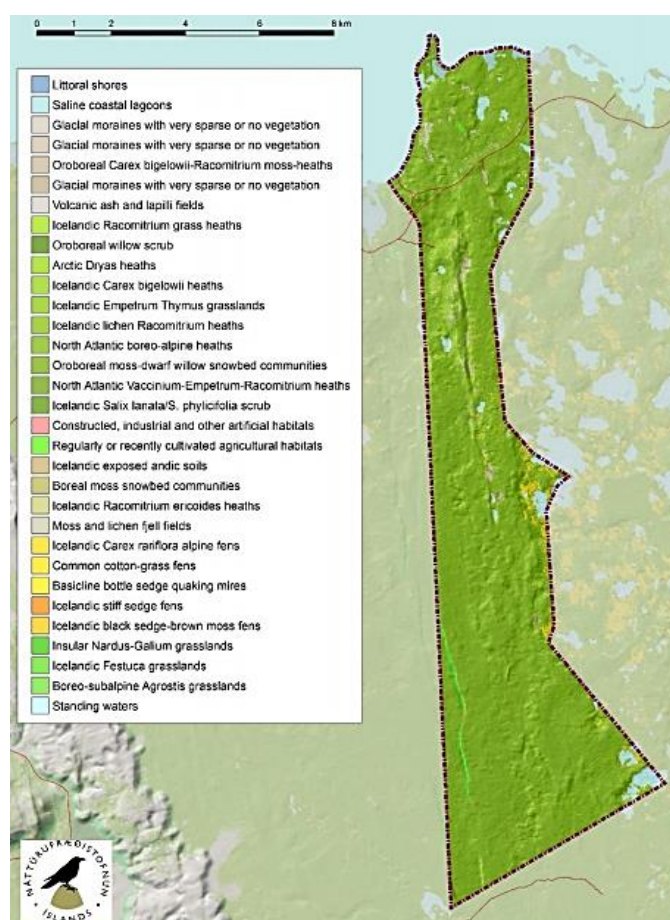 0 1 2 4 6 8 km
Littoral shores
Saline coastal lagoons
Glacial moraines with very sparse or no vegetation
Glacial moraines with very sparse or no vegetation
Oroboreal Carex bigelowii-Racomitrium moss-heaths
Glacial moraines with very sparse or no vegetation
Volcanic ash and lapilli fields
Icelandic Racomitrium grass heaths
Oroboreal willow scrub
Arctic Dryas heaths
Icelandic Carex bigelowii heaths
Icelandic Empetrum Thymus grasslands
Icelandic lichen Racomitrium heaths
North Atlantic boreo-alpine heaths
Oroboreal moss-dwarf willow snowbed communities
North Atlantic Vaccinium-Empetrum-Racomitrium heaths
Icelandic Salix lanata/S. phylicifolia scrub
Constructed, industrial and other artificial habitats
Regularly or recently cultivated agricultural habitats
Icelandic exposed andic soils
Boreal moss snowbed communities
Icelandic Racomitrium ericoides heaths
Moss and lichen fjell fields
Icelandic Carex rariflora alpine fens
Common cotton-grass fens
Basicline bottle sedge quaking mires
Icelandic stiff sedge fens
Icelandic black sedge-brown moss fens
Insular Nardus-Galium grasslands
Icelandic Festuca grasslands
Boreo-subalpine Agrostis grasslands
Standing waters
NÁTTÚRUFRÆÐISTOFNUN
ÍSLANDS